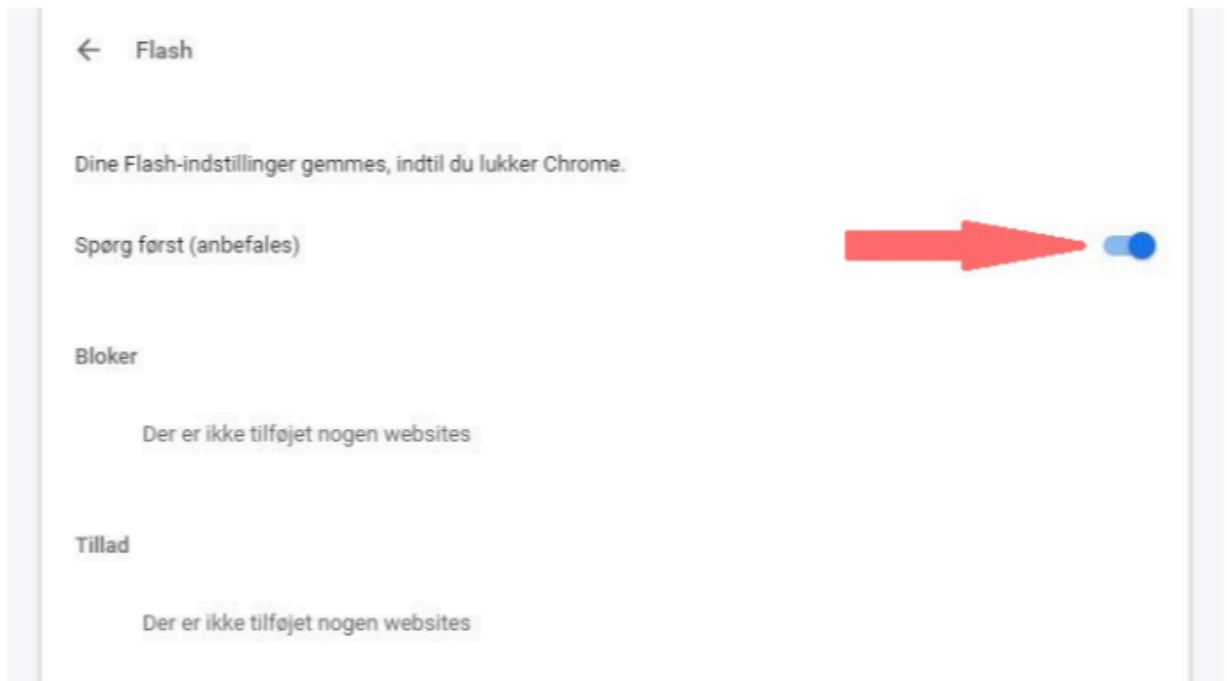 Flash
Dine Flash-indstillinger gemmes, indtil du lukker Chrome.
Spørg først (anbefales)
Bloker
Der er ikke tilføjet nogen websites
Tillad
Der er ikke tilføjet nogen websites